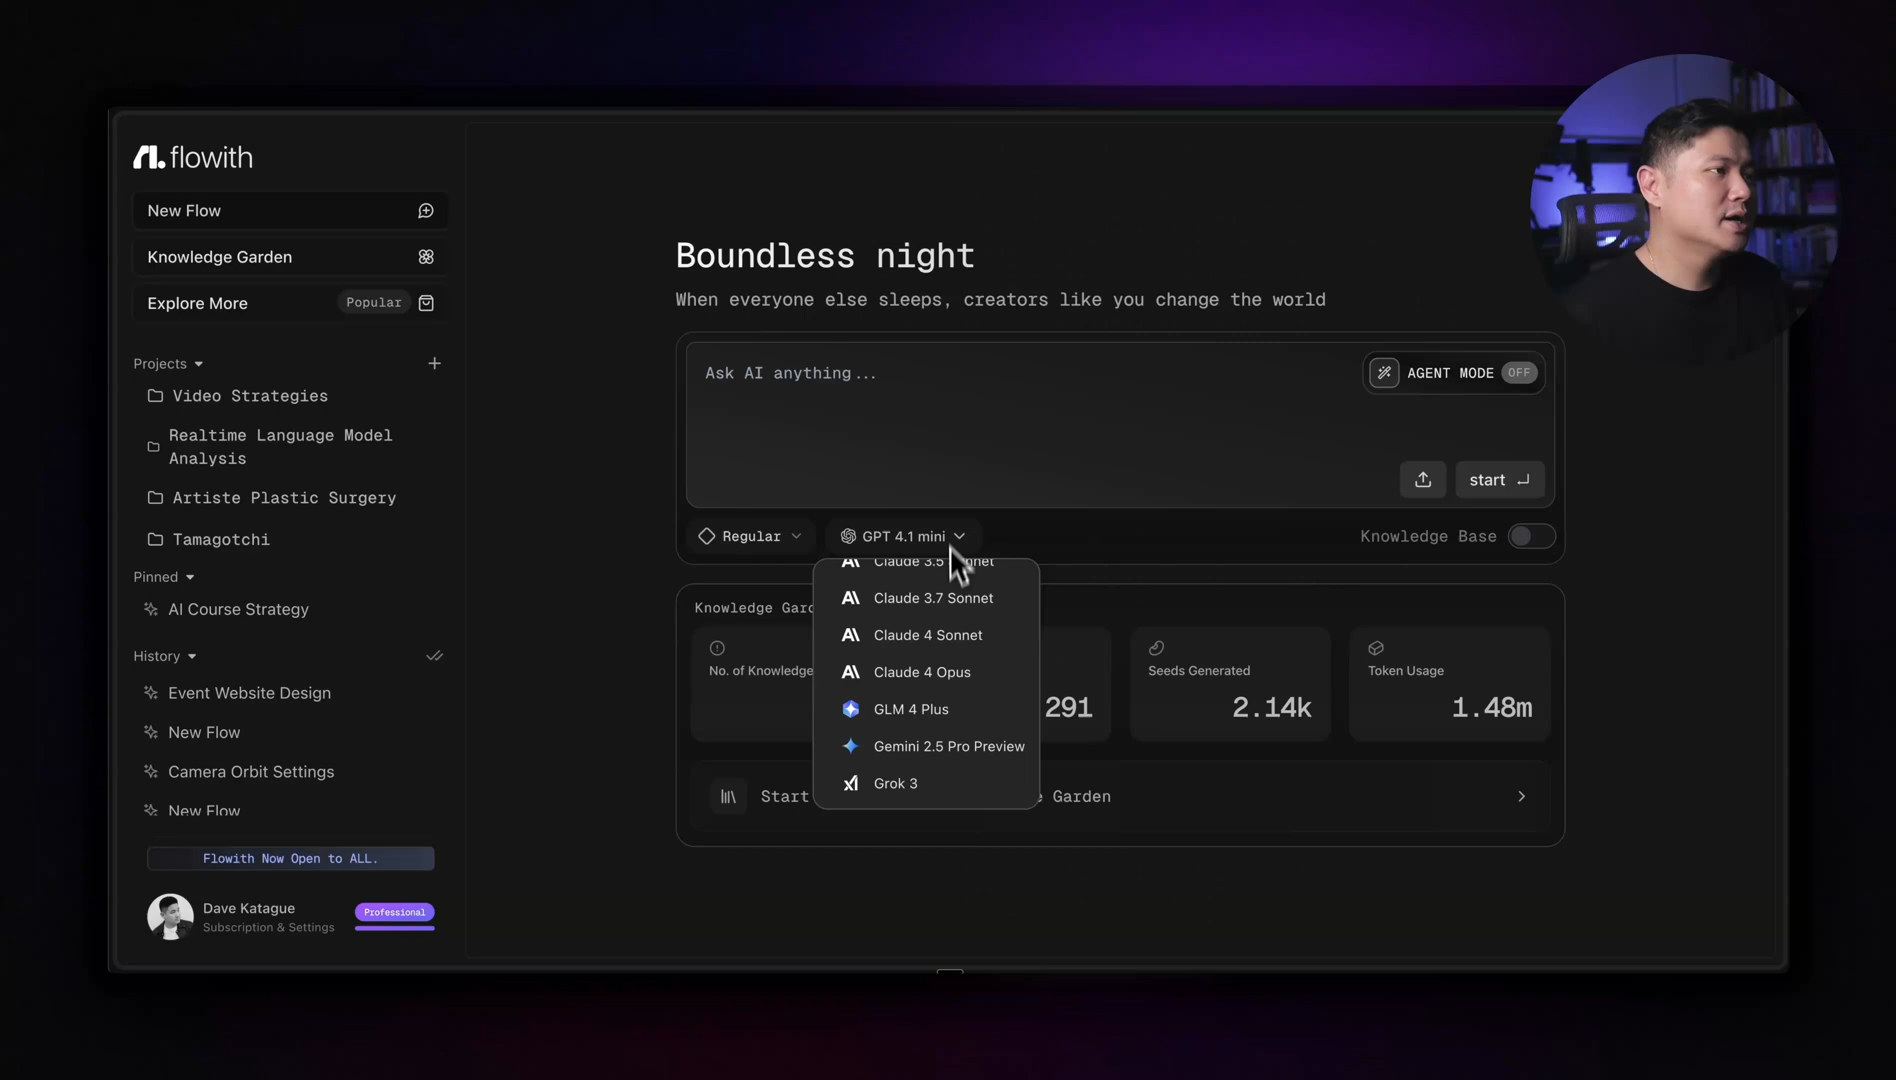 flowith
New Flow
Knowledge Garden
Explore More
Popular
Projects
Video Strategies
Realtime Language Model
Analysis
Artiste Plastic Surgery
Tamagotchi
Pinned
AI Course Strategy
History
Event Website Design
New Flow
Camera Orbit Settings
New Flow
Flowith Now Open to ALL.
Dave Katague
Subscription & Settings
Professional
Boundless night
When everyone else sleeps, creators like you change the world
Ask AI anything...
AGENT MODE OFF
start
Regular
GPT 4.1 mini
Knowledge Base
Claude 3.5
Claude 3.7 Sonnet
Claude 4 Sonnet
Claude 4 Opus
GLM 4 Plus
Gemini 2.5 Pro Preview
Grok 3
No. of Knowledge
291
Seeds Generated
2.14k
Token Usage
1.48m
Start
Garden